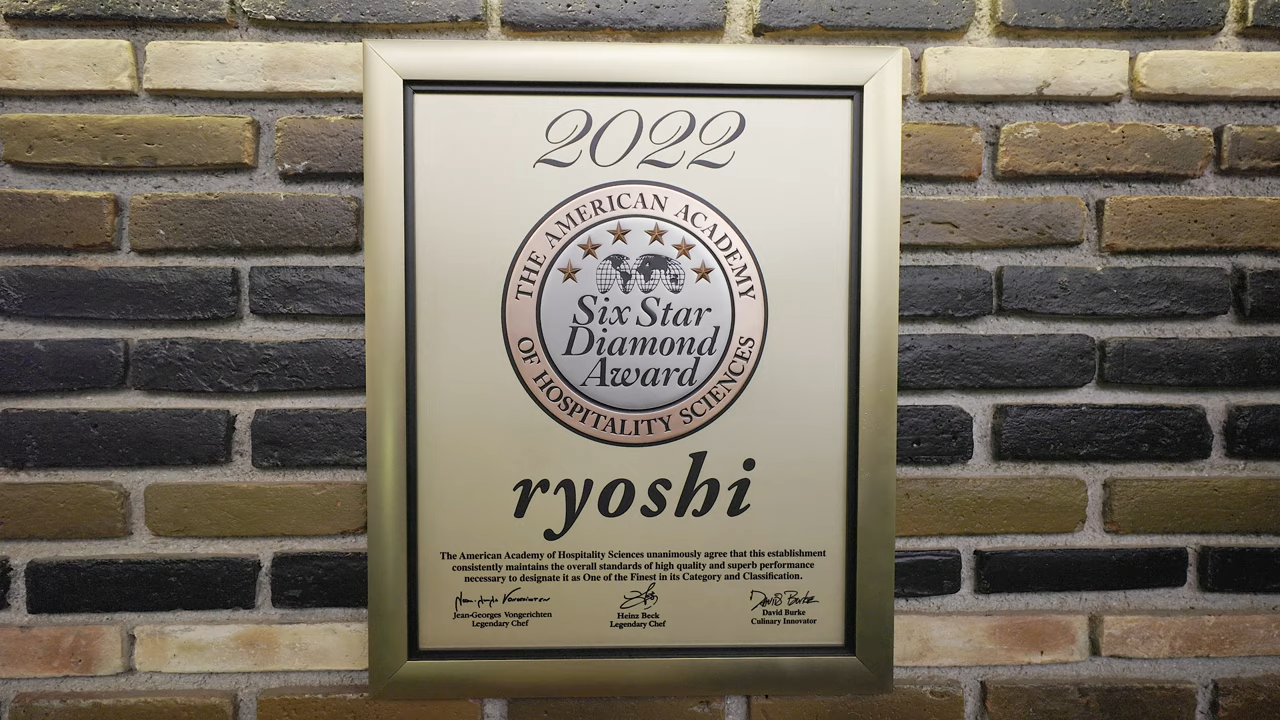 2022
THE AMERICAN ACADEMY
OF HOSPITALITY SCIENCES
Six Star
Diamond
Award
ryoshi
The American Academy of Hospitality Sciences unanimously agree that this establishment
consistently maintains the overall standards of high quality and superb performance
necessary to designate it as One of the Finest in its Category and Classification.
Jean-Georges Vongerichten
Legendary Chef
Heinz Beck
Legendary Chef
David Burke
David Burke
Culinary Innovator